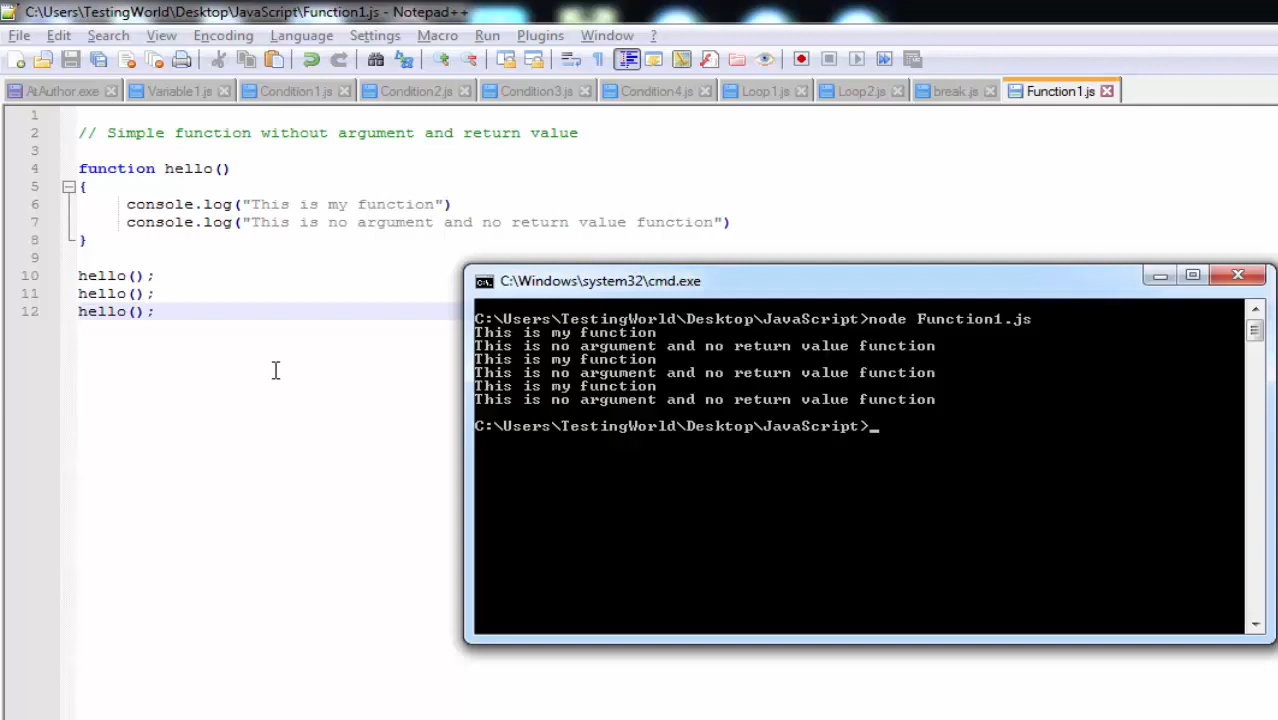 C:\Users\TestingWorld\Desktop\JavaScript\Function1.js - Notepad++
File Edit Search View Encoding Language Settings Macro Run Plugins Window ?
AtAuthor.exe Variable1.js Condition1.js Condition2.js Condition3.js Condition4.js Loop1.js Loop2.js break.js Function1.js
1
2 // Simple function without argument and return value
3
4 function hello()
5 {
6 console.log("This is my function")
7 console.log("This is no argument and no return value function")
8 }
9
10 hello();
11 hello();
12 hello();
C:\Windows\system32\cmd.exe
C:\Users\TestingWorld\Desktop\JavaScript>node Function1.js
This is my function
This is no argument and no return value function
This is my function
This is no argument and no return value function
This is my function
This is no argument and no return value function
C:\Users\TestingWorld\Desktop\JavaScript>_